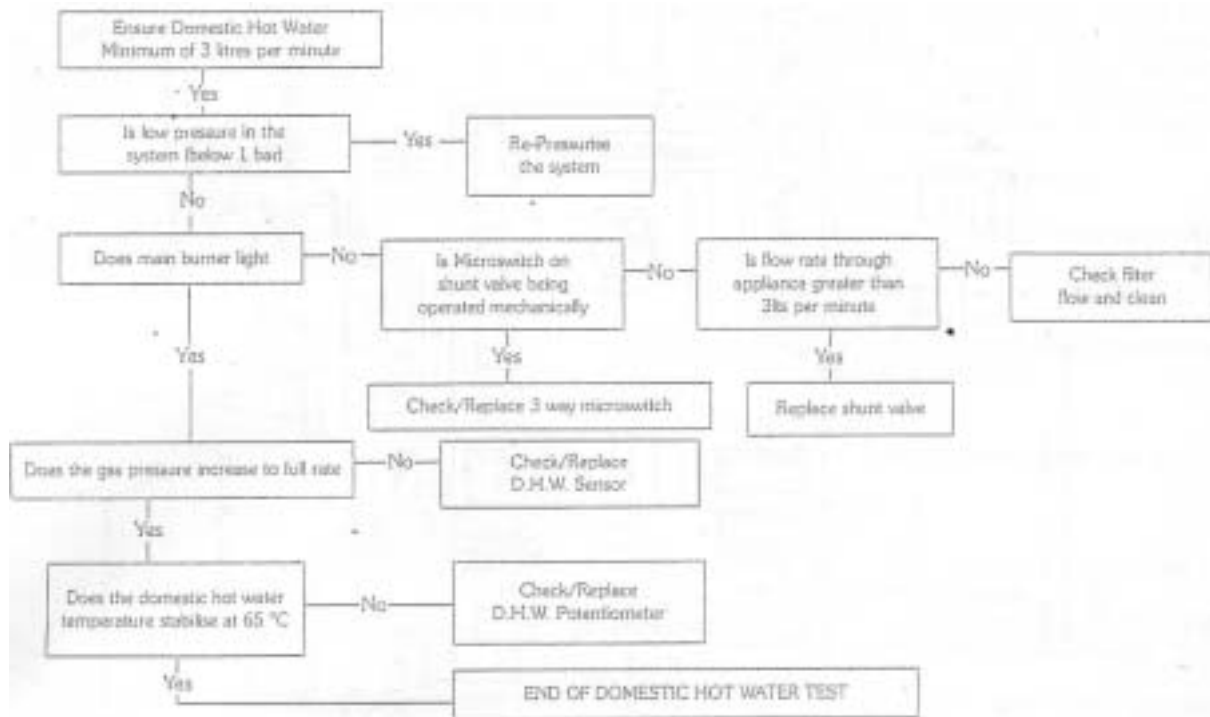 Ensure Domestic Hot Water
Minimum of 3 litres per minute
Yes
Is low pressure in the
system (below 1 bar)
Yes
Re-Pressurise
the system
No
Does main burner light
No
Is Microswitch on
shunt valve being
operated mechanically
No
Is flow rate through
appliance greater than
3lts per minute
No
Check filter
flow and clean
Yes
Yes
Yes
Check/Replace 3 way microswitch
Replace shunt valve
Does the gas pressure increase to full rate
No
Check/Replace
D.H.W. Sensor
Yes
Does the domestic hot water
temperature stabilise at 65 °C
No
Check/Replace
D.H.W. Potentiometer
Yes
END OF DOMESTIC HOT WATER TEST